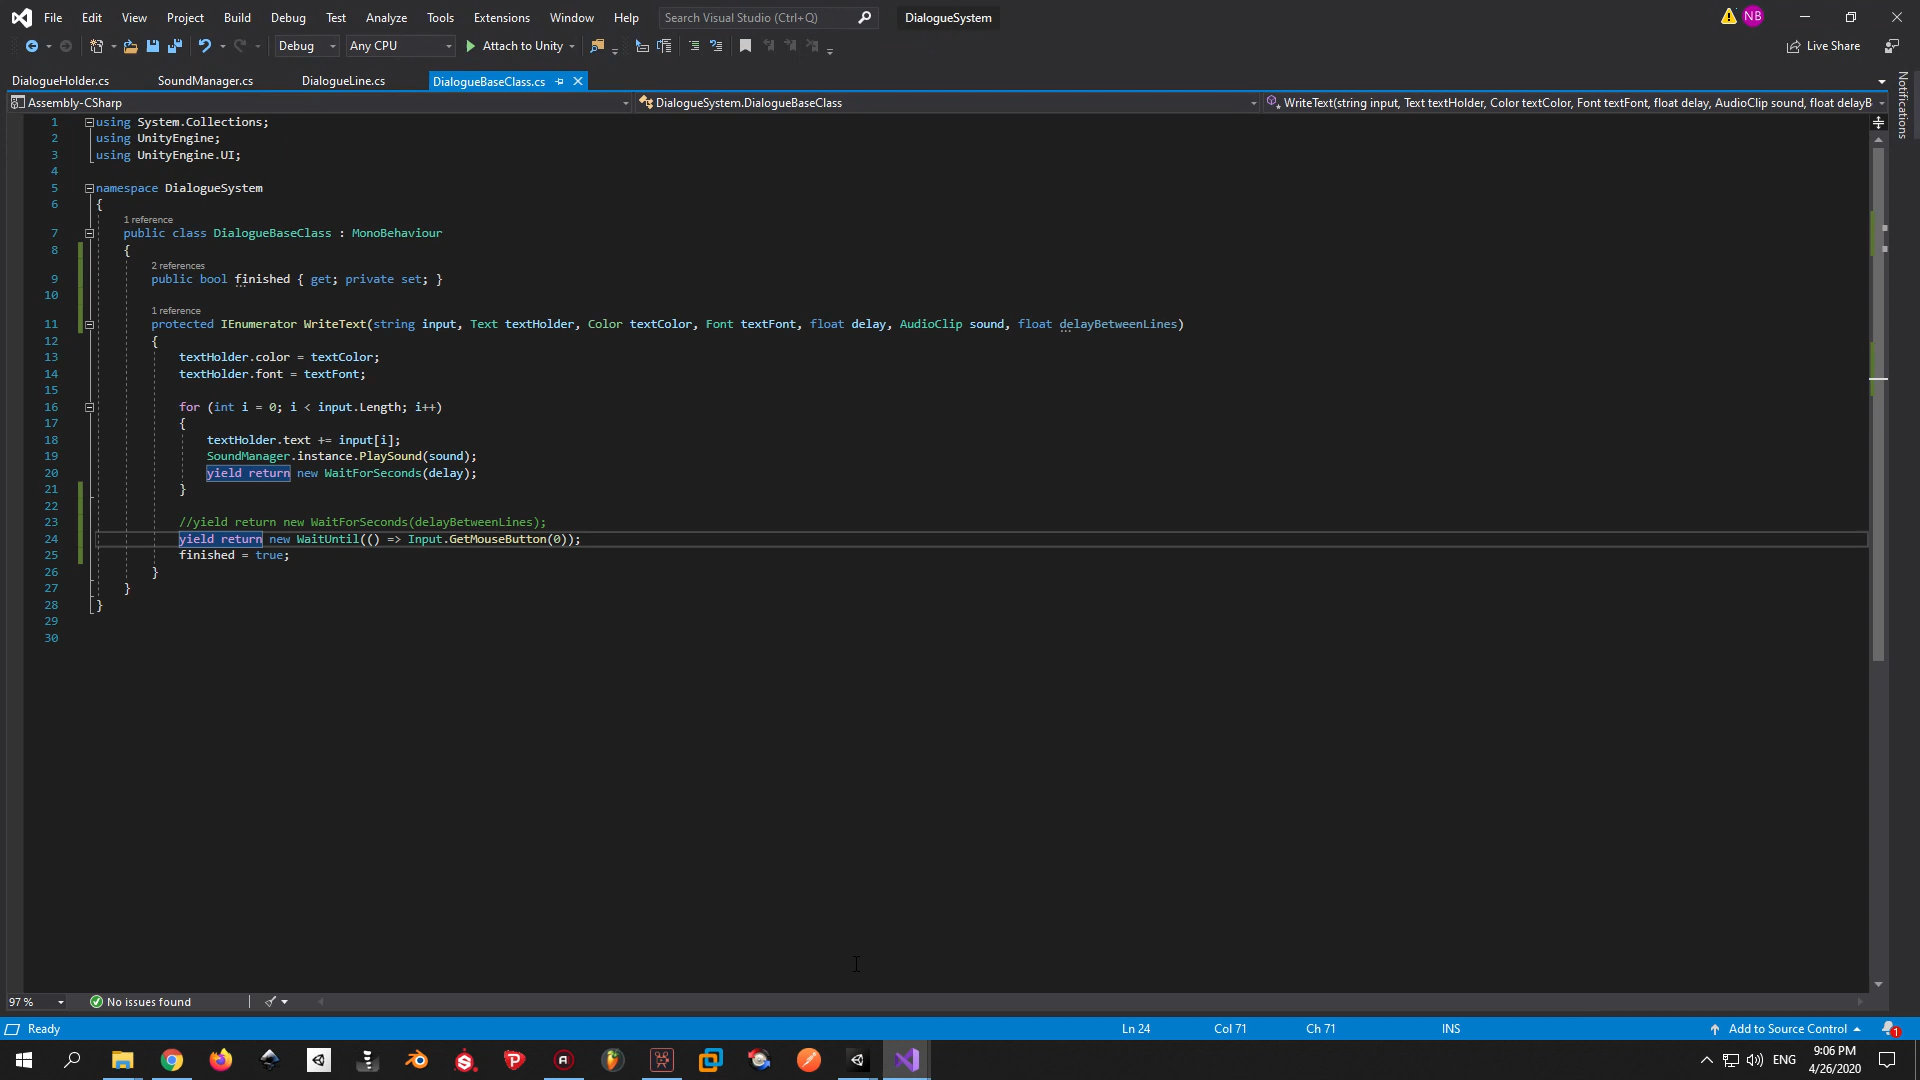 File Edit View Project Build Debug Test Analyze Tools Extensions Window Help Search Visual Studio (Ctrl+Q) DialogueSystem NB
Debug Any CPU Attach to Unity Live Share
DialogueHolder.cs SoundManager.cs DialogueLine.cs DialogueBaseClass.cs
Notifications
Assembly-CSharp DialogueSystem.DialogueBaseClass WriteText(string input, Text textHolder, Color textColor, Font textFont, float delay, AudioClip sound, float delayB
1 using System.Collections;
2 using UnityEngine;
3 using UnityEngine.UI;
4
5 namespace DialogueSystem
6 {
1 reference
7 public class DialogueBaseClass : MonoBehaviour
8 {
2 references
9 public bool finished { get; private set; }
10
1 reference
11 protected IEnumerator WriteText(string input, Text textHolder, Color textColor, Font textFont, float delay, AudioClip sound, float delayBetweenLines)
12 {
13 textHolder.color = textColor;
14 textHolder.font = textFont;
15
16 for (int i = 0; i < input.Length; i++)
17 {
18 textHolder.text += input[i];
19 SoundManager.instance.PlaySound(sound);
20 yield return new WaitForSeconds(delay);
21 }
22
23 //yield return new WaitForSeconds(delayBetweenLines);
24 yield return new WaitUntil(() => Input.GetMouseButton(0));
25 finished = true;
26 }
27 }
28 }
29
30
97 % No issues found
Ready Ln 24 Col 71 Ch 71 INS Add to Source Control 1
ENG 9:06 PM
4/26/2020